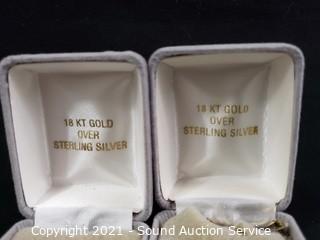 18 KT GOLD
OVER
STERLING SILVER
18 KT GOLD
OVER
STERLING SILVER
Copyright 2021 - Sound Auction Service